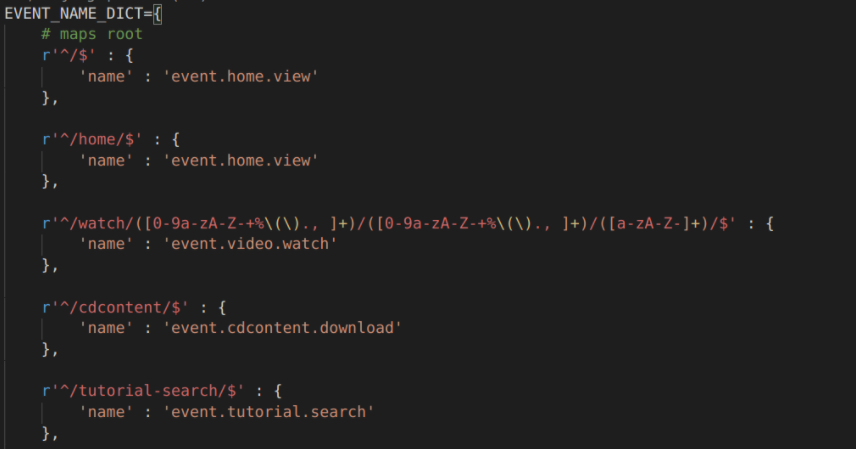 EVENT_NAME_DICT={
# maps root
r'^/$' : {
'name' : 'event.home.view'
},
r'^/home/$' : {
'name' : 'event.home.view'
},
r'^/watch/([0-9a-zA-Z-+%\(\)., ]+)/([0-9a-zA-Z-+%\(\)., ]+)/([a-zA-Z-]+)/$' : {
'name' : 'event.video.watch'
},
r'^/cdcontent/$' : {
'name' : 'event.cdcontent.download'
},
r'^/tutorial-search/$' : {
'name' : 'event.tutorial.search'
},